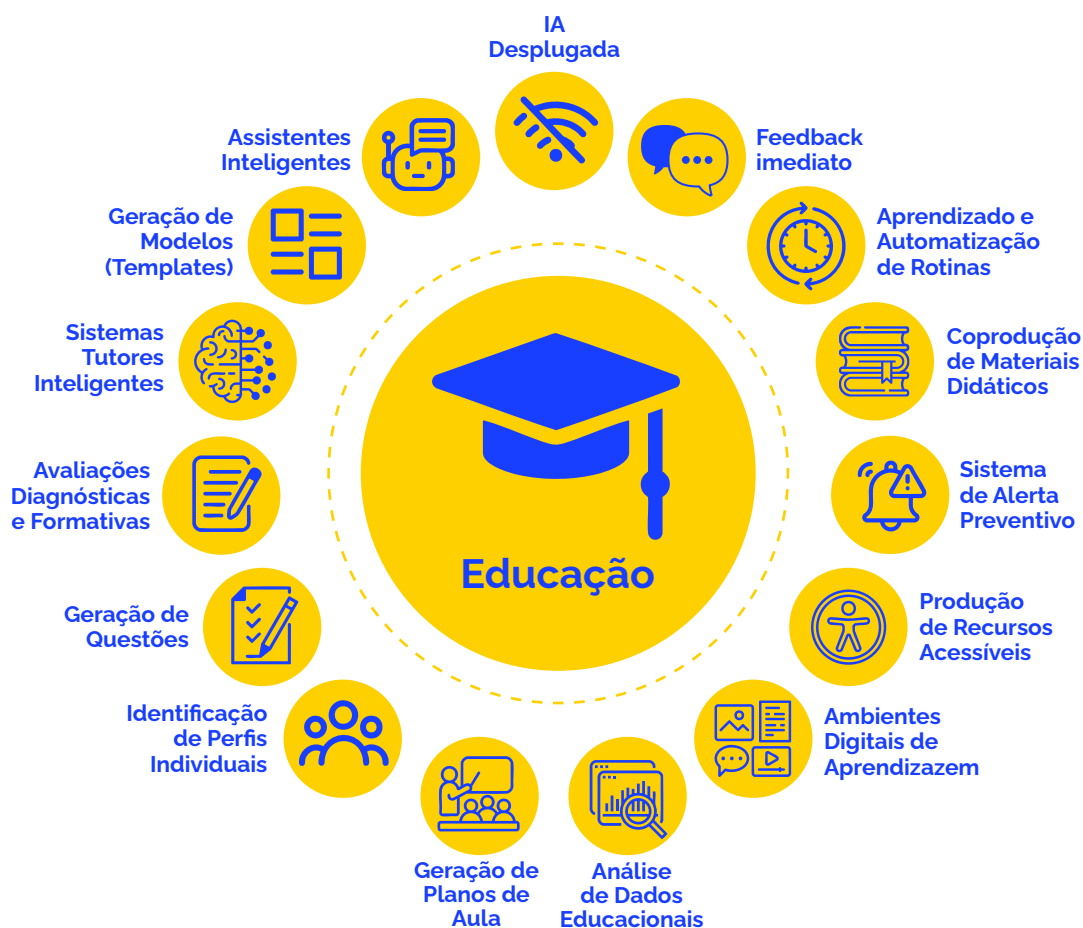 IA
Desplugada
Feedback
imediato
Aprendizado e
Automatização
de Rotinas
Coprodução
de Materiais
Didáticos
Sistema
de Alerta
Preventivo
Produção
de Recursos
Acessíveis
Ambientes
Digitais de
Aprendizazem
Análise
de Dados
Educacionais
Geração de
Planos de
Aula
Identificação
de Perfis
Individuais
Geração de
Questões
Avaliações
Diagnósticas
e Formativas
Sistemas
Tutores
Inteligentes
Geração de
Modelos
(Templates)
Assistentes
Inteligentes
Educação